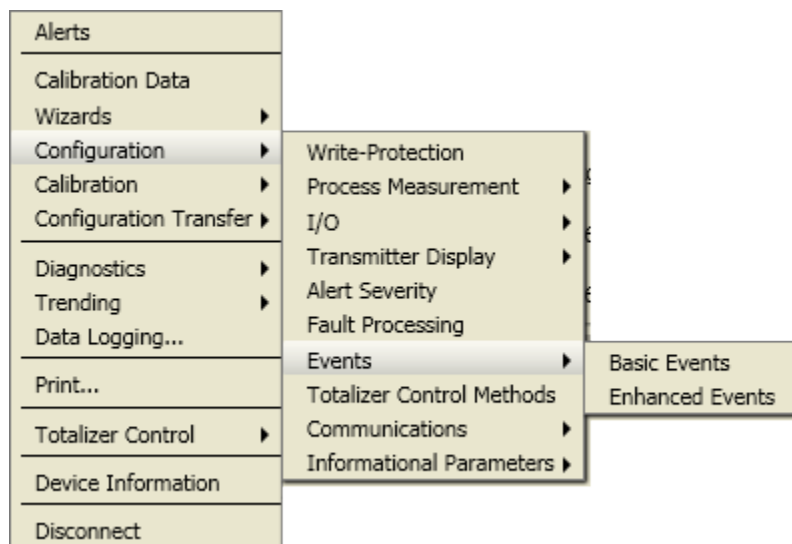 Alerts
Calibration Data
Wizards
Configuration
Calibration
Configuration Transfer
Diagnostics
Trending
Data Logging...
Print...
Totalizer Control
Device Information
Disconnect
Write-Protection
Process Measurement
I/O
Transmitter Display
Alert Severity
Fault Processing
Events
Totalizer Control Methods
Communications
Informational Parameters
Basic Events
Enhanced Events